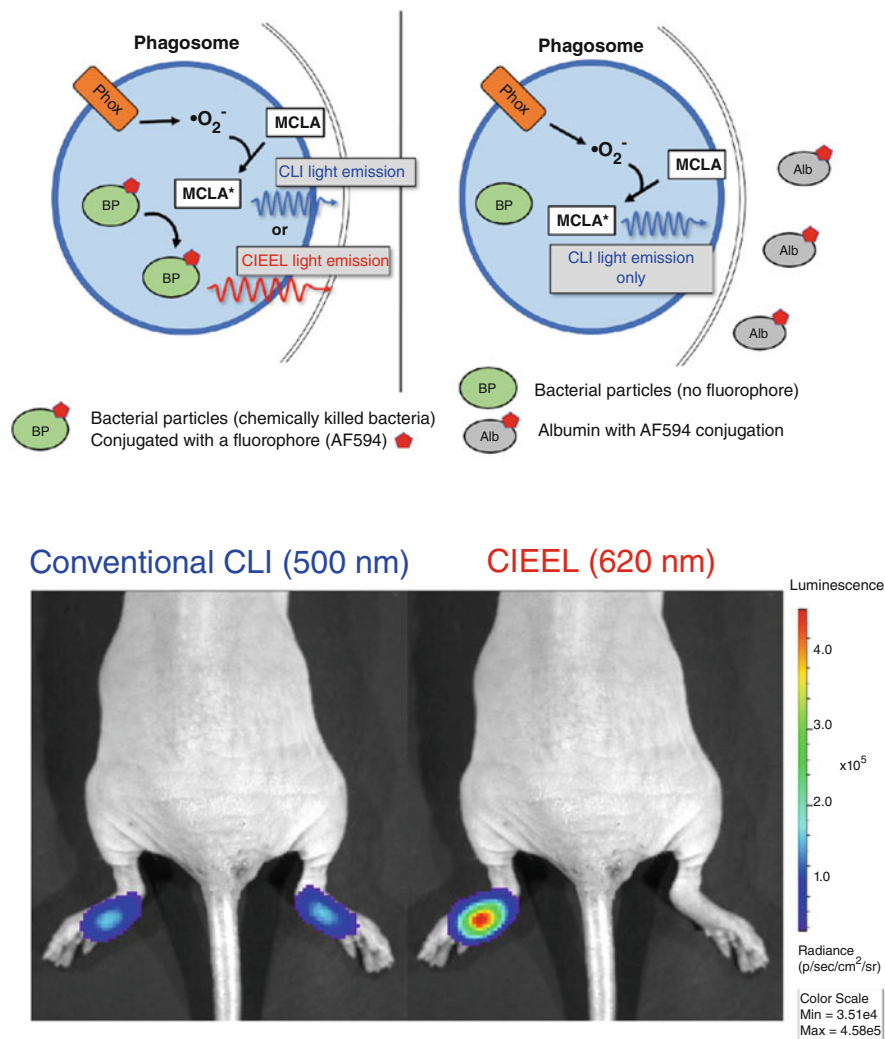 Phagosome
Phox
•O2-
MCLA
CLI light emission
MCLA*
BP
or
CIEEL light emission
BP
BP
Bacterial particles (chemically killed bacteria)
Conjugated with a fluorophore (AF594)
Phagosome
Phox
•O2-
MCLA
Alb
BP
MCLA*
CLI light emission
only
Alb
Alb
BP
Bacterial particles (no fluorophore)
Alb
Albumin with AF594 conjugation
Conventional CLI (500 nm)
CIEEL (620 nm)
Luminescence
4.0
3.0
x10^5
2.0
1.0
Radiance
(p/sec/cm^2/sr)
Color Scale
Min = 3.51e4
Max = 4.58e5